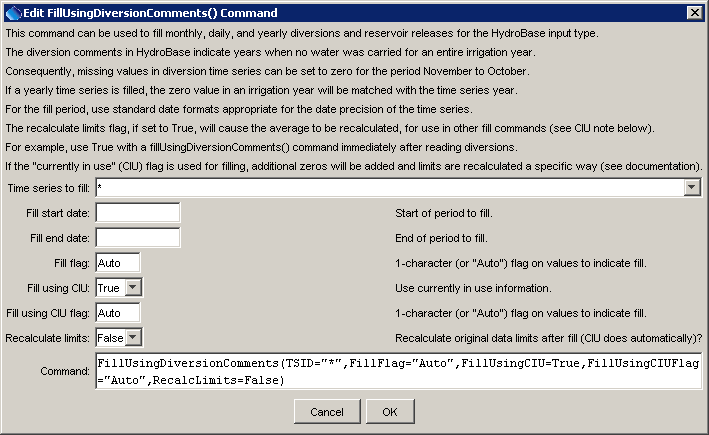 Edit FillUsingDiversionComments() Command
This command can be used to fill monthly, daily, and yearly diversions and reservoir releases for the HydroBase input type.
The diversion comments in HydroBase indicate years when no water was carried for an entire irrigation year.
Consequently, missing values in diversion time series can be set to zero for the period November to October.
If a yearly time series is filled, the zero value in an irrigation year will be matched with the time series year.
For the fill period, use standard date formats appropriate for the date precision of the time series.
The recalculate limits flag, if set to True, will cause the average to be recalculated, for use in other fill commands (see CIU note below).
For example, use True with a fillUsingDiversionComments() command immediately after reading diversions.
If the "currently in use" (CIU) flag is used for filling, additional zeros will be added and limits are recalculated a specific way (see documentation).
Time series to fill: *
Fill start date: Start of period to fill.
Fill end date: End of period to fill.
Fill flag: Auto 1-character (or "Auto") flag on values to indicate fill.
Fill using CIU: True Use currently in use information.
Fill using CIU flag: Auto 1-character (or "Auto") flag on values to indicate fill.
Recalculate limits: False Recalculate original data limits after fill (CIU does automatically)?
Command: FillUsingDiversionComments(TSID="*",FillFlag="Auto",FillUsingCIU=True,FillUsingCIUFlag
="Auto",RecalcLimits=False)
Cancel OK